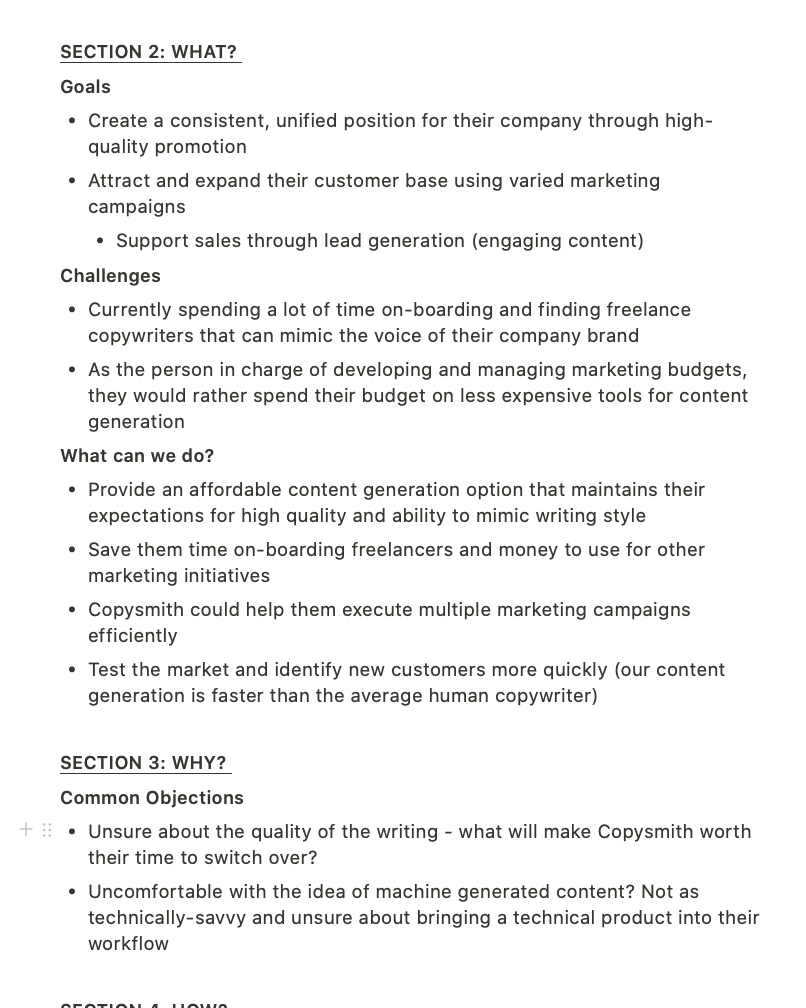 SECTION 2: WHAT?
Goals
• Create a consistent, unified position for their company through high-
quality promotion
• Attract and expand their customer base using varied marketing
campaigns
• Support sales through lead generation (engaging content)
Challenges
• Currently spending a lot of time on-boarding and finding freelance
copywriters that can mimic the voice of their company brand
• As the person in charge of developing and managing marketing budgets,
they would rather spend their budget on less expensive tools for content
generation
What can we do?
• Provide an affordable content generation option that maintains their
expectations for high quality and ability to mimic writing style
• Save them time on-boarding freelancers and money to use for other
marketing initiatives
• Copysmith could help them execute multiple marketing campaigns
efficiently
• Test the market and identify new customers more quickly (our content
generation is faster than the average human copywriter)
SECTION 3: WHY?
Common Objections
• Unsure about the quality of the writing - what will make Copysmith worth
their time to switch over?
• Uncomfortable with the idea of machine generated content? Not as
technically-savvy and unsure about bringing a technical product into their
workflow
SECTION 4: HOW?